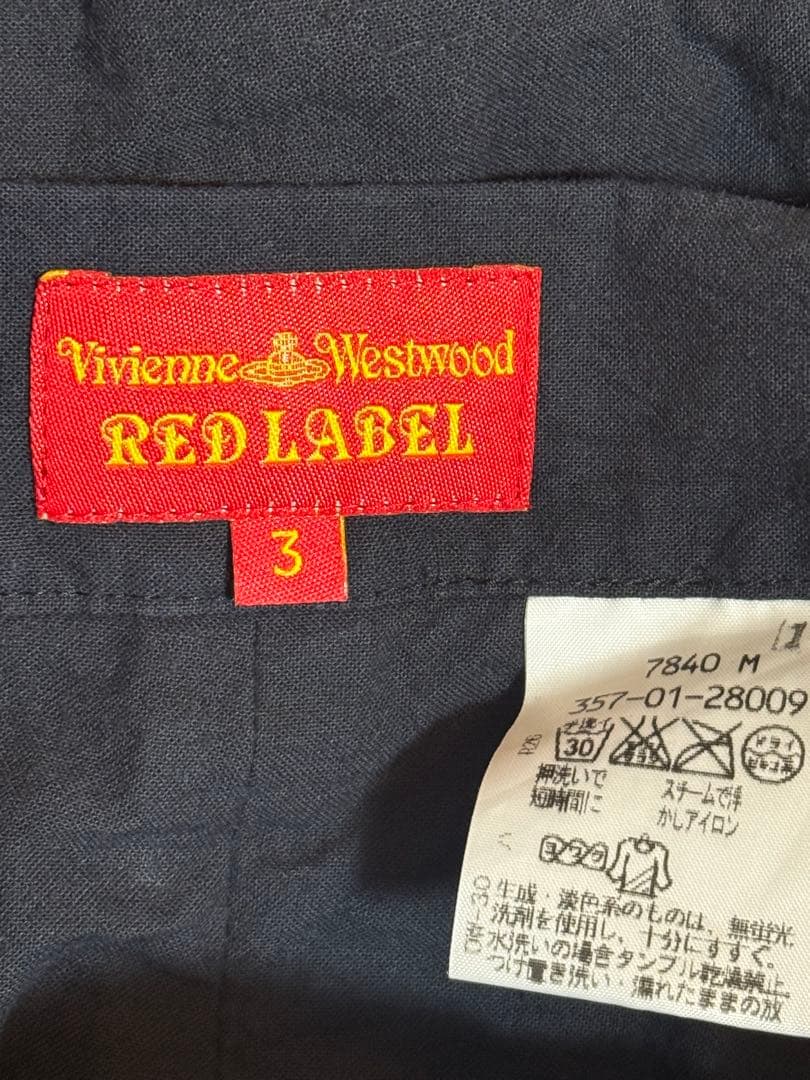 Vivienne Westwood
RED LABEL
3
7840 M
357-01-28009
30
押洗いで
短時間に
スチームで浮
かしアイロン
ヨワク
生成・淡色系のものは、無蛍光
洗剤を使用し、十分にすすぐ。
水洗いの場合タンブル乾燥禁止
つけ置き洗い・濡れたままの放